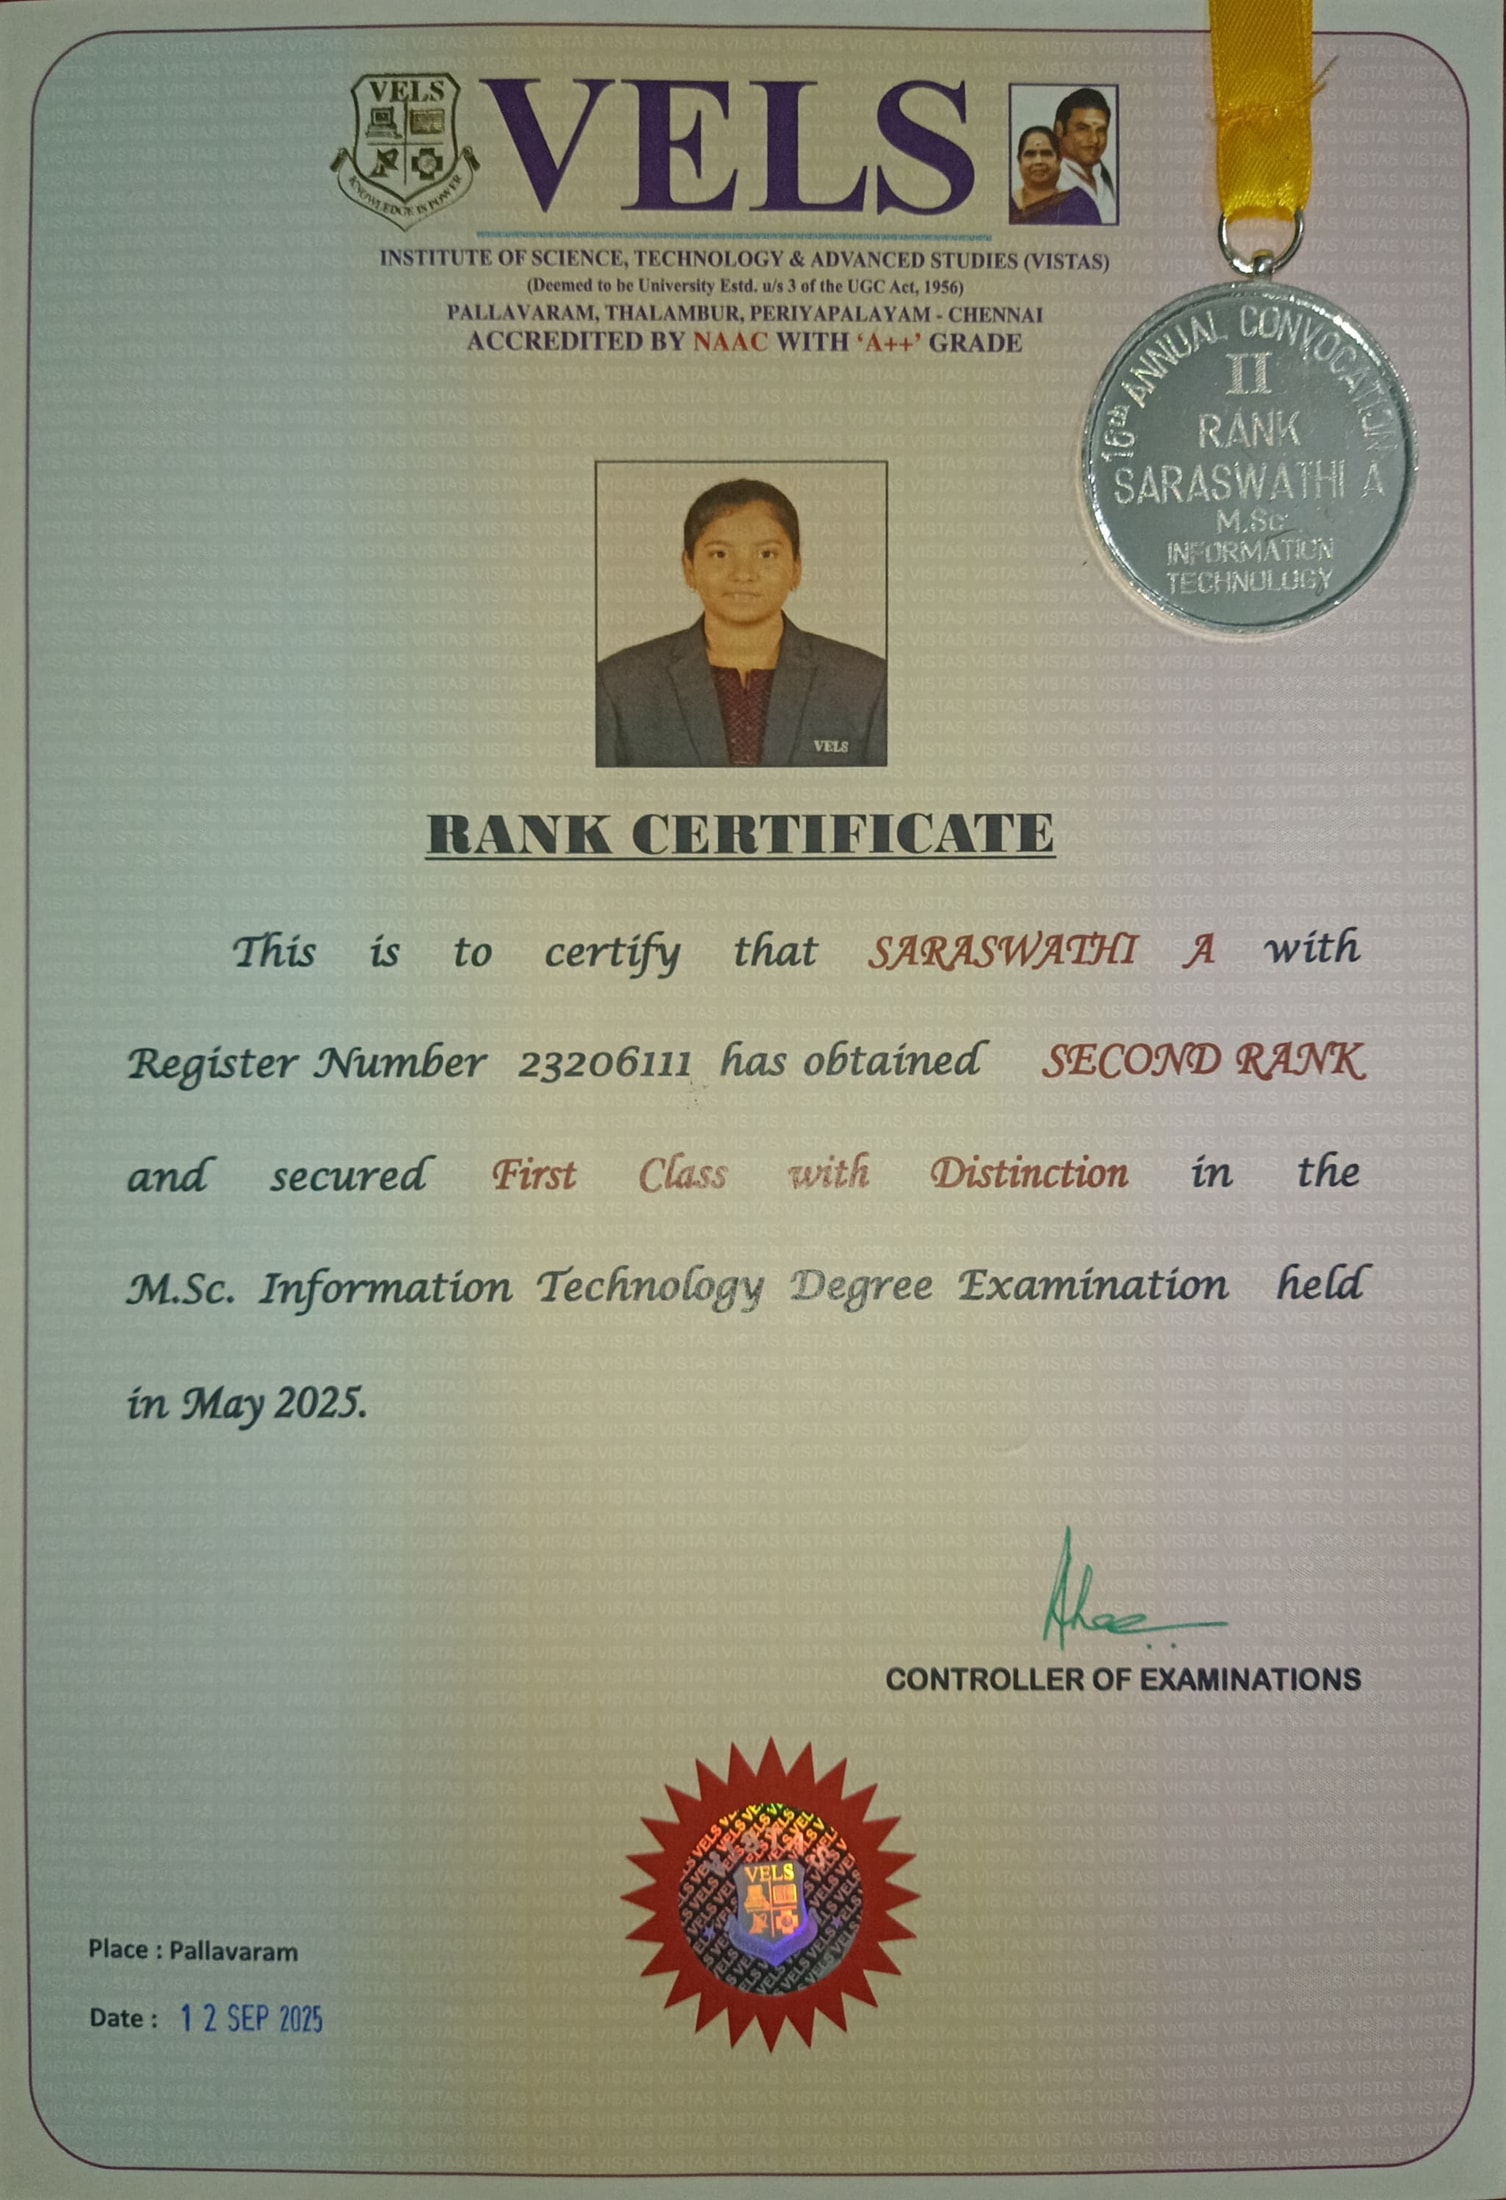 VELS
KNOWLEDGE IS POWER
VELS
INSTITUTE OF SCIENCE, TECHNOLOGY & ADVANCED STUDIES (VISTAS)
(Deemed to be University Estd. u/s 3 of the UGC Act, 1956)
PALLAVARAM, THALAMBUR, PERIYAPALAYAM - CHENNAI
ACCREDITED BY NAAC WITH ‘A++’ GRADE
16th ANNUAL CONVOCATION
II
RANK
SARASWATHI A
M.Sc
INFORMATION
TECHNOLOGY
VELS
RANK CERTIFICATE
This is to certify that SARASWATHI A with
Register Number 23206111 has obtained SECOND RANK
and secured First Class with Distinction in the
M.Sc. Information Technology Degree Examination held
in May 2025.
CONTROLLER OF EXAMINATIONS
VELS
Place : Pallavaram
Date : 12 SEP 2025